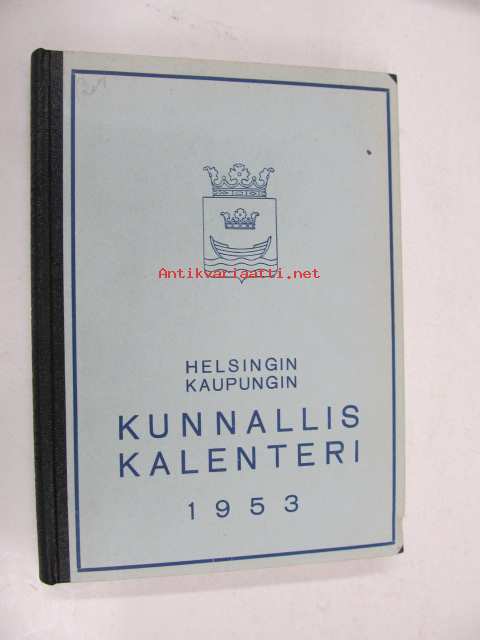 Antikvariaatti.net
HELSINGIN
KAUPUNGIN
KUNNALLIS
KALENTERI
1953